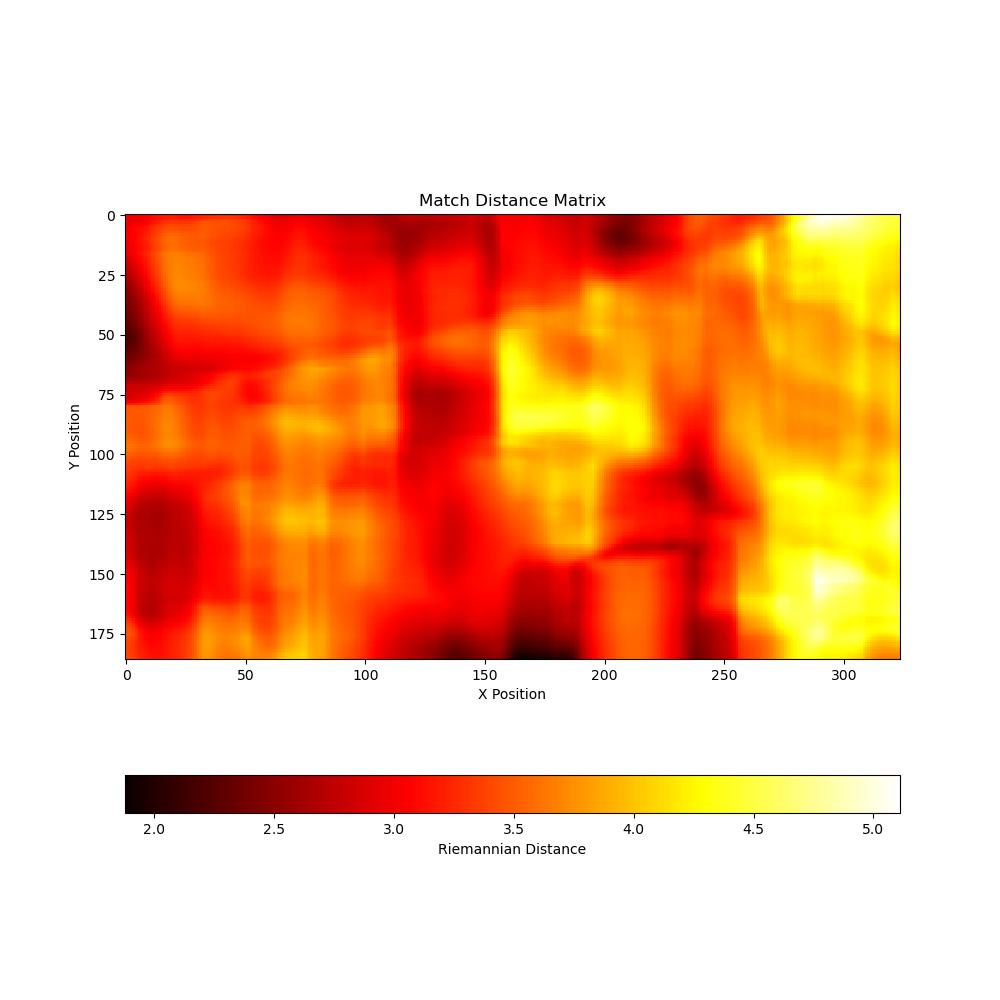 Match Distance Matrix
0
25
50
75
100
125
150
175
Y Position
0 50 100 150 200 250 300
X Position
2.0 2.5 3.0 3.5 4.0 4.5 5.0
Riemannian Distance